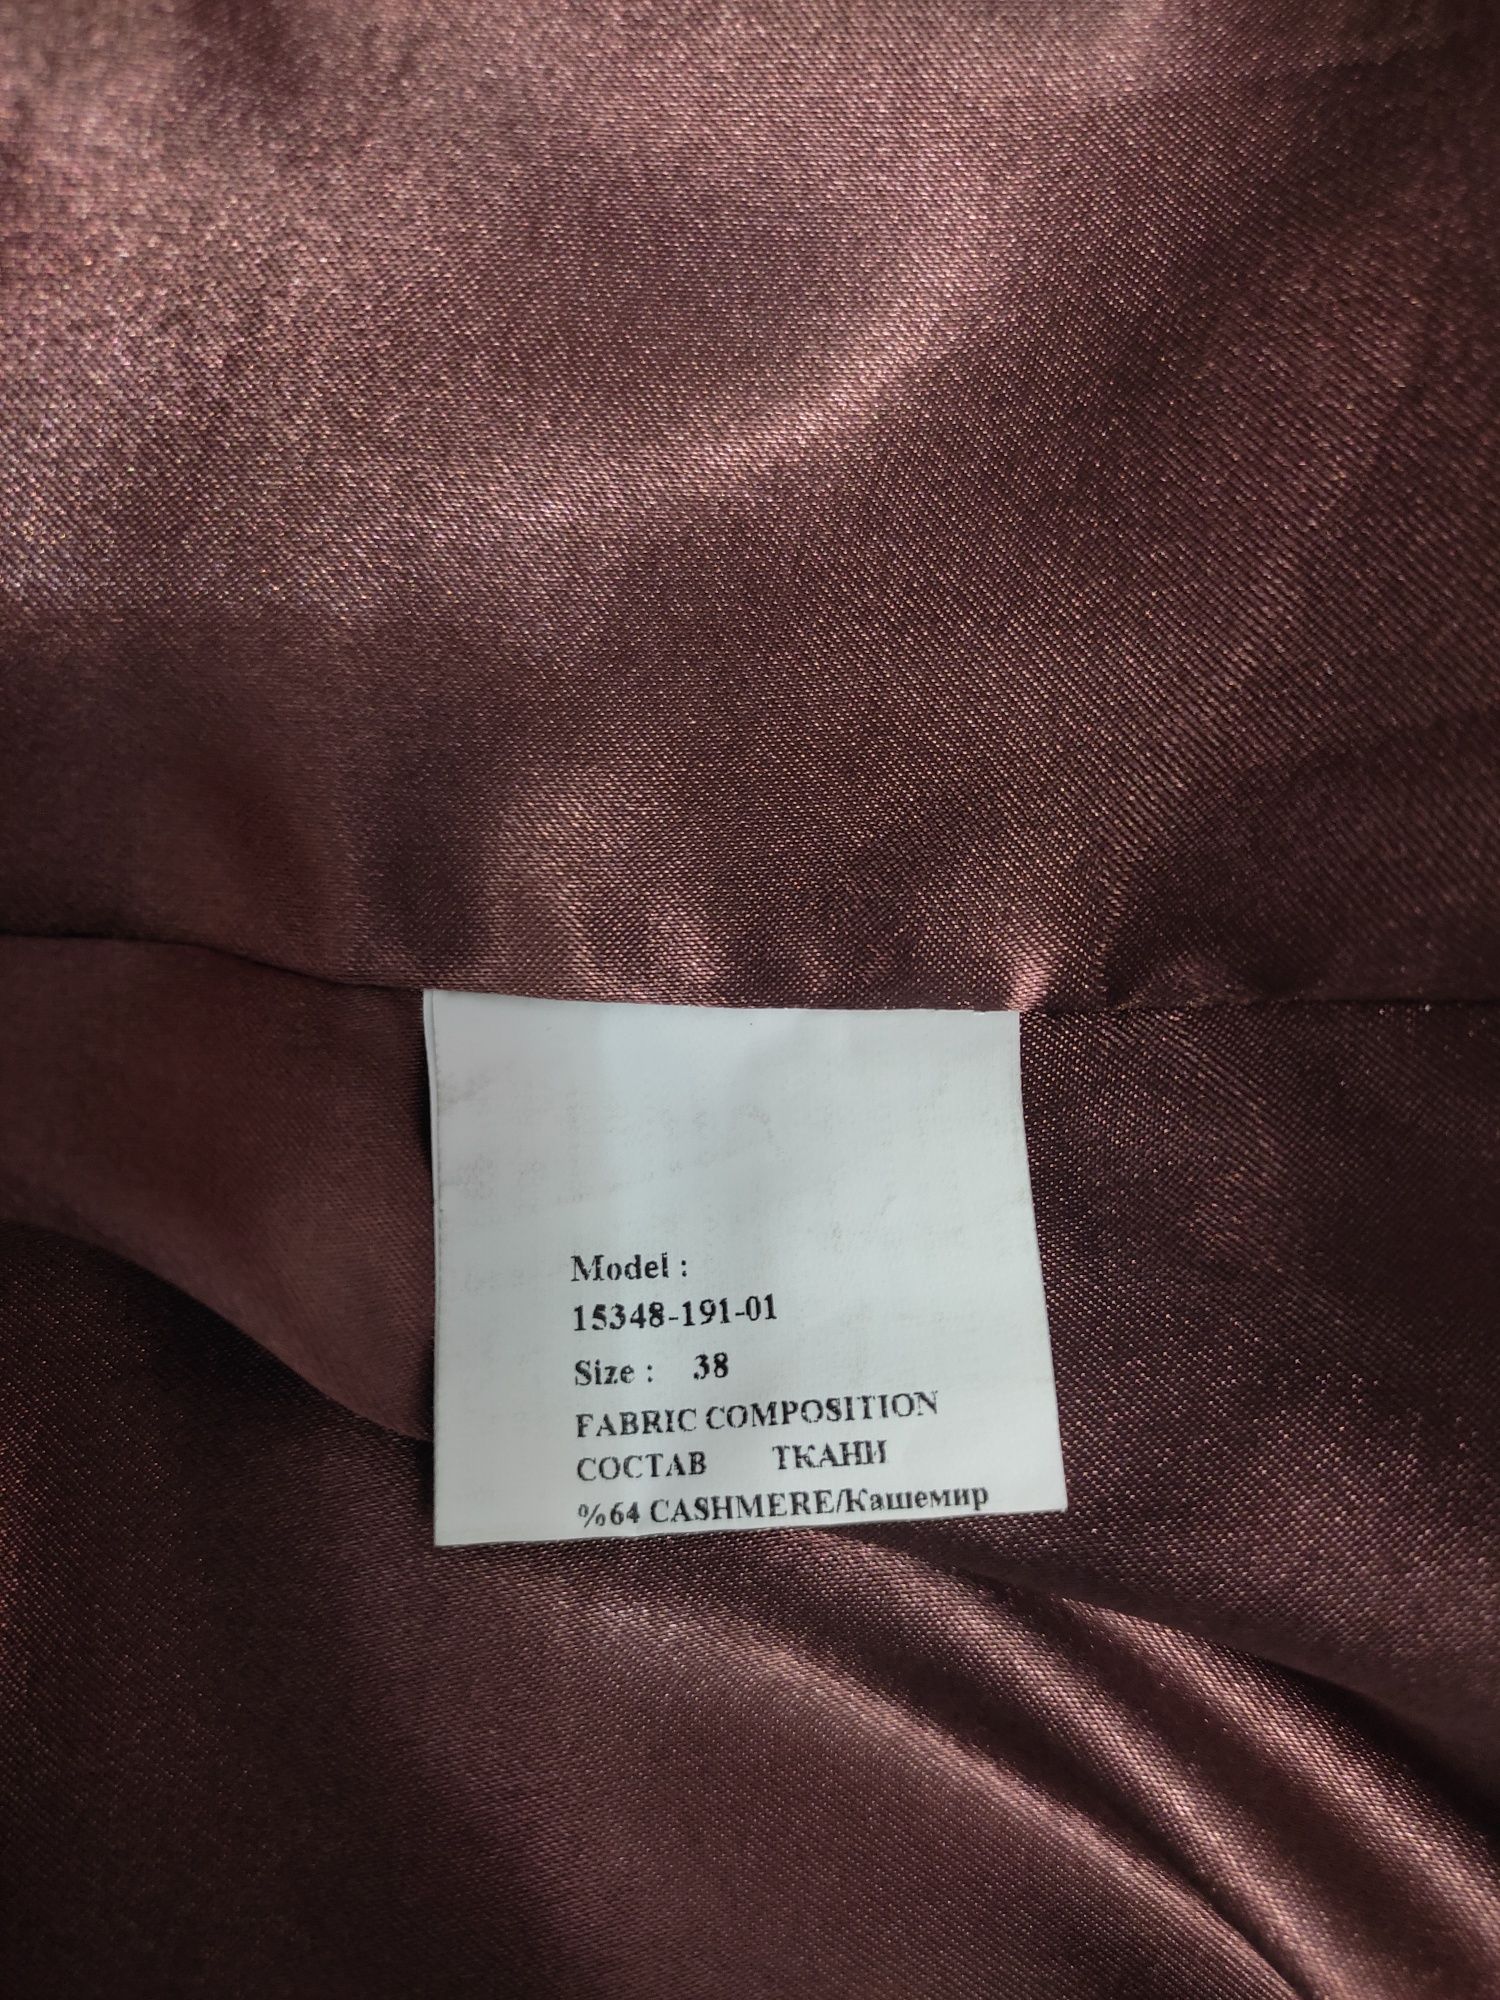 Model :
15348-191-01
Size : 38
FABRIC COMPOSITION
СОСТАВ ТКАНИ
%64 CASHMERE/Кашемир